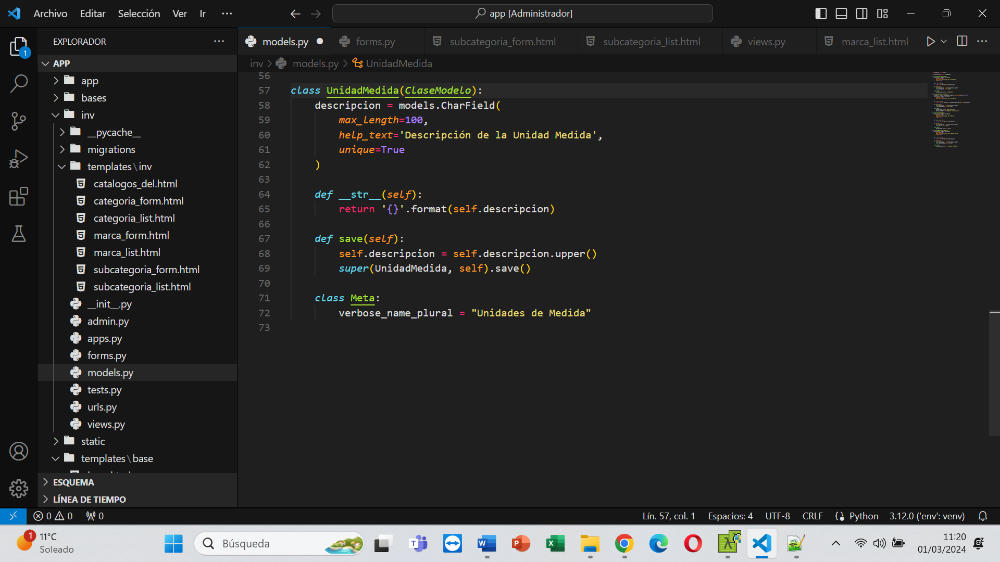 Archivo Editar Selección Ver Ir ···
app [Administrador]
EXPLORADOR ···
1
APP
app
bases
inv
__pycache__
migrations
templates\inv
catalogos_del.html
categoria_form.html
categoria_list.html
marca_form.html
marca_list.html
subcategoria_form.html
subcategoria_list.html
__init__.py
admin.py
apps.py
forms.py
models.py
tests.py
urls.py
views.py
static
templates\base
ESQUEMA
LÍNEA DE TIEMPO
models.py forms.py subcategoria_form.html subcategoria_list.html views.py marca_list.html ···
inv > models.py > UnidadMedida
56
57 class UnidadMedida(ClaseModelo):
58     descripcion = models.CharField(
59         max_length=100,
60         help_text='Descripción de la Unidad Medida',
61         unique=True
62     )
63
64     def __str__(self):
65         return '{}'.format(self.descripcion)
66
67     def save(self):
68         self.descripcion = self.descripcion.upper()
69         super(UnidadMedida, self).save()
70
71     class Meta:
72         verbose_name_plural = "Unidades de Medida"
73
0 0 0 Lín. 57, col. 1 Espacios: 4 UTF-8 CRLF Python 3.12.0 ('env': venv)
1 11°C
Soleado
Búsqueda
11:20
01/03/2024